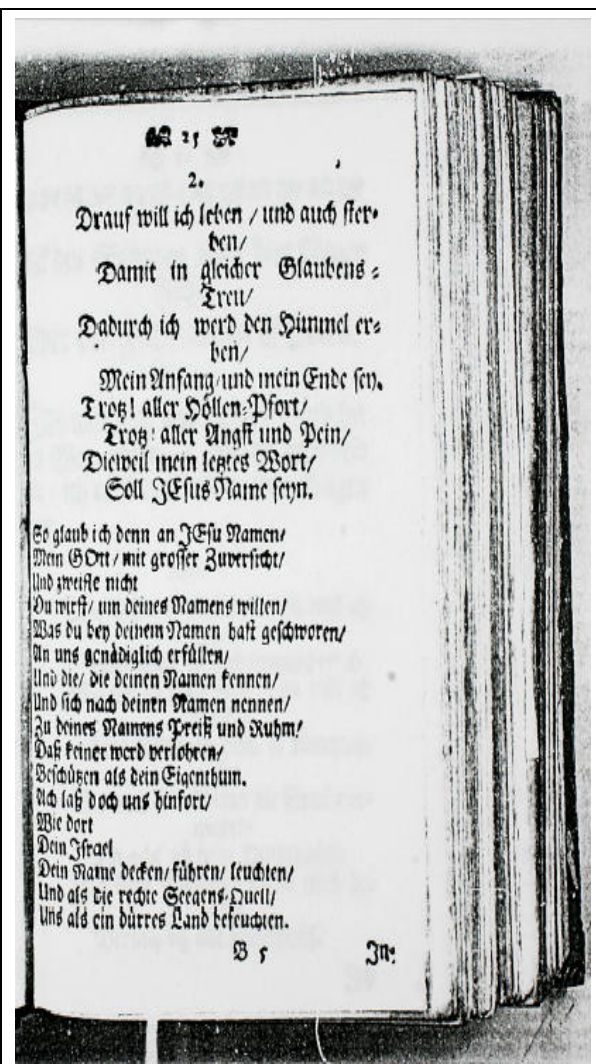 25
2.
Drauf will ich leben / und auch ster-
ben/
Damit in gleicher Glaubens-
Treu/
Dadurch ich werd den Himmel er-
ben/
Mein Anfang/und mein Ende sey.
Trotz! aller Höllen-Pfort/
Trotz! aller Angst und Pein/
Dieweil mein letztes Wort/
Soll JEsus Name seyn.
So glaub ich denn an JEsu Namen/
Mein GOtt/ mit grosser Zuversicht/
Und zweifle nicht
Du wirst/ um deines Namens willen/
Was du bey deinem Namen hast geschworen/
An uns genädiglich erfüllen/
Und die/ die deinen Namen kennen/
Und sich nach deinen Namen nennen/
Zu deines Namens Preiß und Ruhm/
Daß keiner werd verlohren/
Beschützen als dein Eigenthum.
Ach laß doch uns hinfort/
Wie dort
Dein Israel
Dein Name decken/ führen/ leuchten/
Und als die rechte Seegens-Quell/
Uns als ein dürres Land befeuchten.
B 5 In-